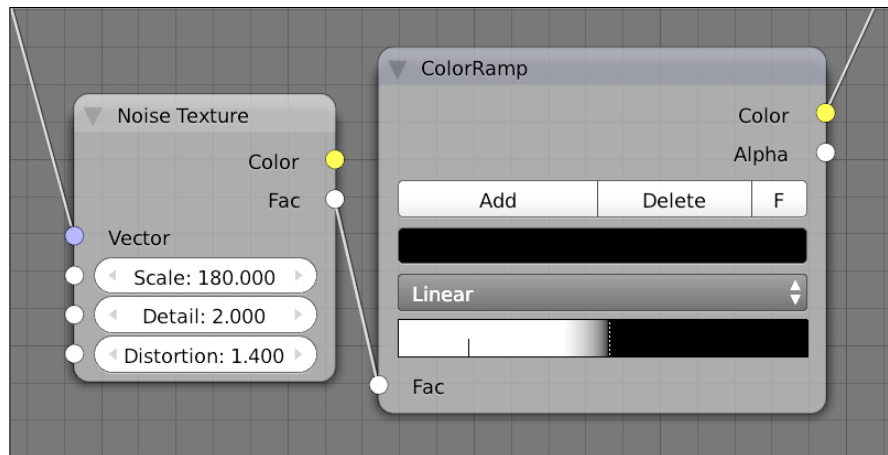 Noise Texture
Color
Fac
Vector
Scale: 180.000
Detail: 2.000
Distortion: 1.400
ColorRamp
Color
Alpha
Add Delete F
Linear
Fac